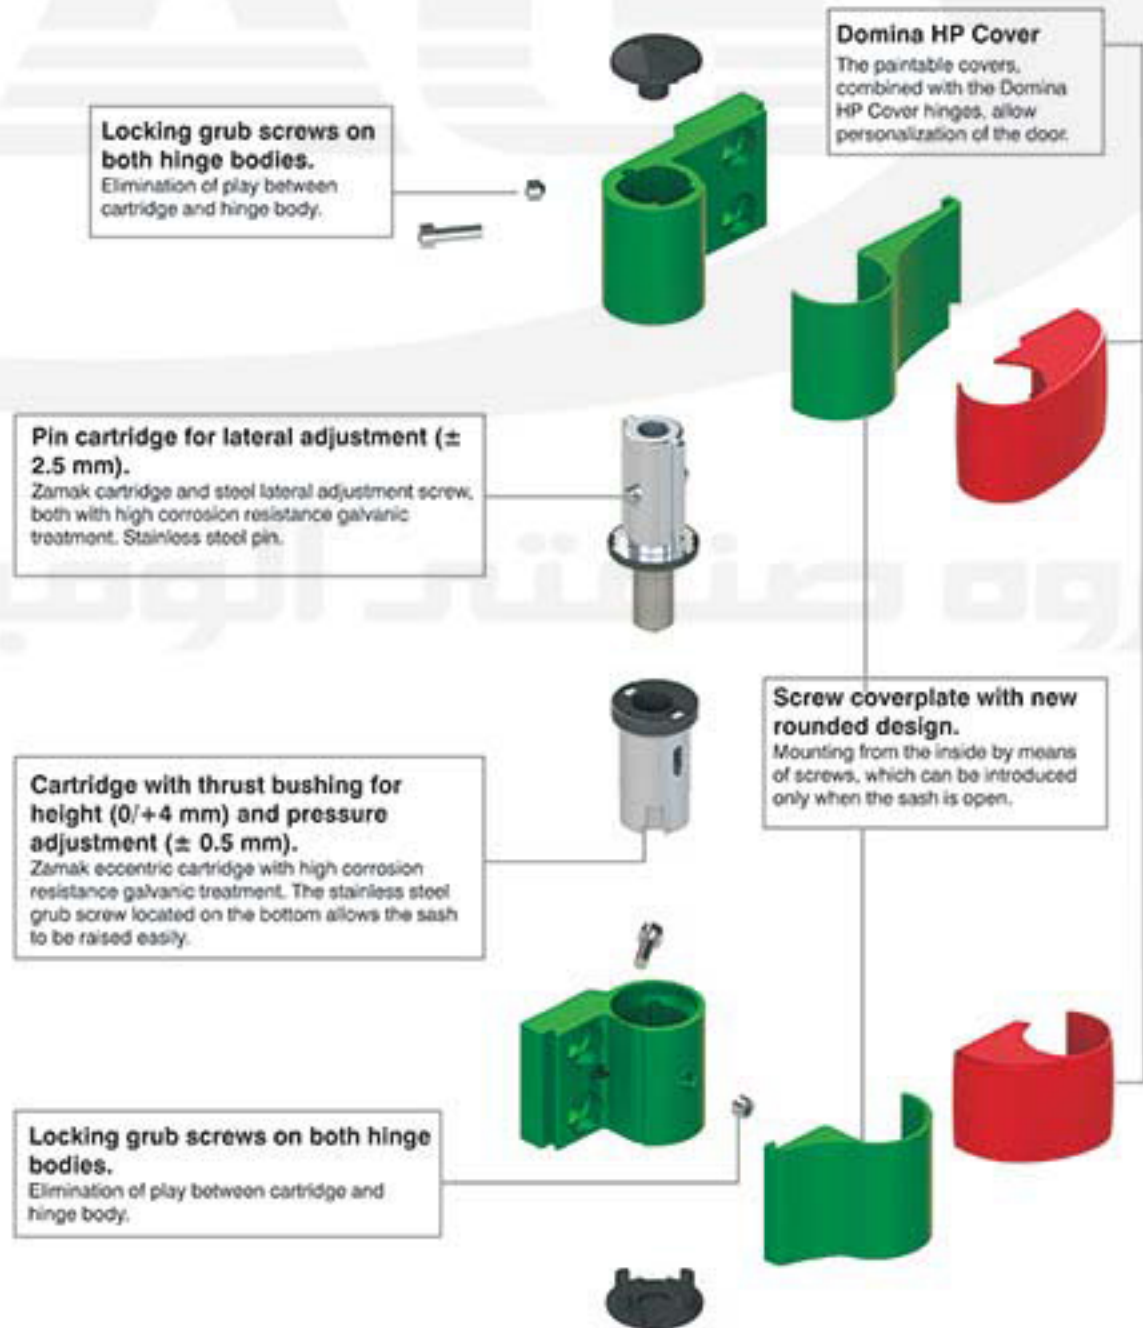 Domina HP Cover
The paintable covers,
combined with the Domina
HP Cover hinges, allow
personalization of the door.
Locking grub screws on
both hinge bodies.
Elimination of play between
cartridge and hinge body.
Pin cartridge for lateral adjustment (±
2.5 mm).
Zamak cartridge and steel lateral adjustment screw,
both with high corrosion resistance galvanic
treatment. Stainless steel pin.
Screw coverplate with new
rounded design.
Mounting from the inside by means
of screws, which can be introduced
only when the sash is open.
Cartridge with thrust bushing for
height (0/+4 mm) and pressure
adjustment (± 0.5 mm).
Zamak eccentric cartridge with high corrosion
resistance galvanic treatment. The stainless steel
grub screw located on the bottom allows the sash
to be raised easily.
Locking grub screws on both hinge
bodies.
Elimination of play between cartridge and
hinge body.